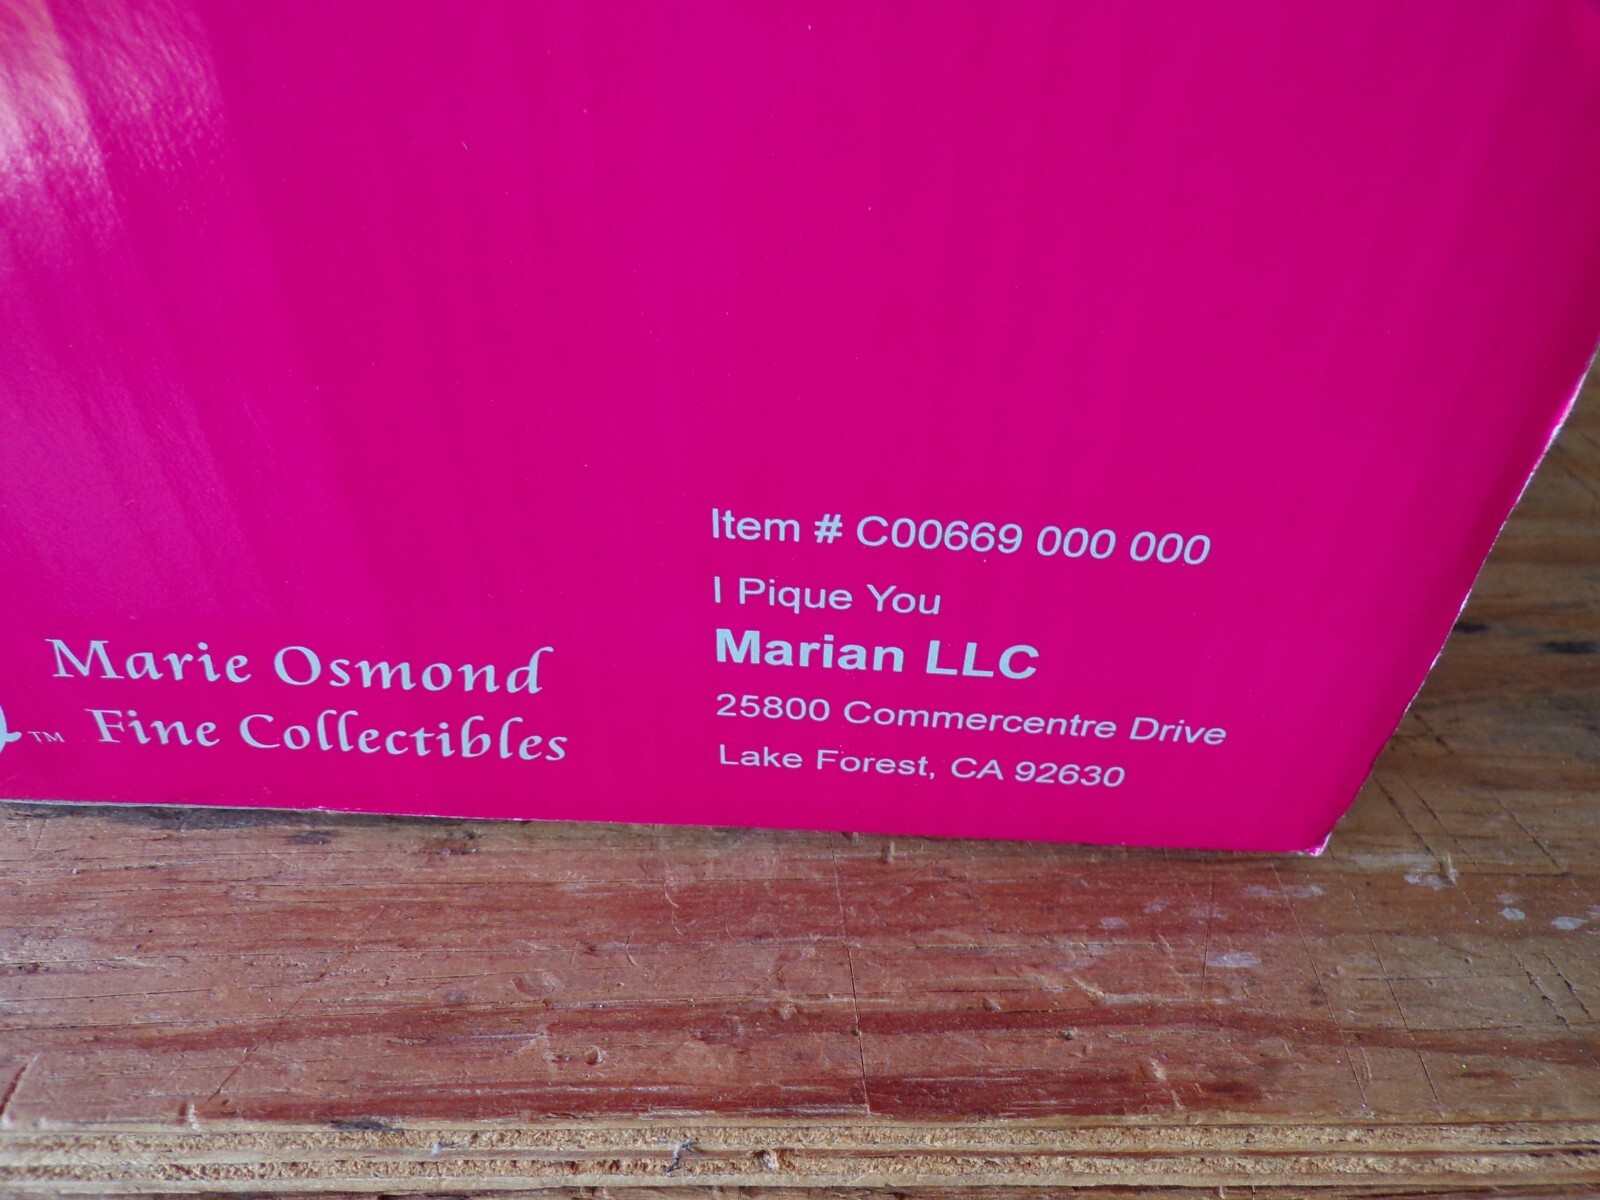 Item # C00669 000 000
I Pique You
Marian LLC
25800 Commercentre Drive
Lake Forest, CA 92630
Marie Osmond
™ Fine Collectibles